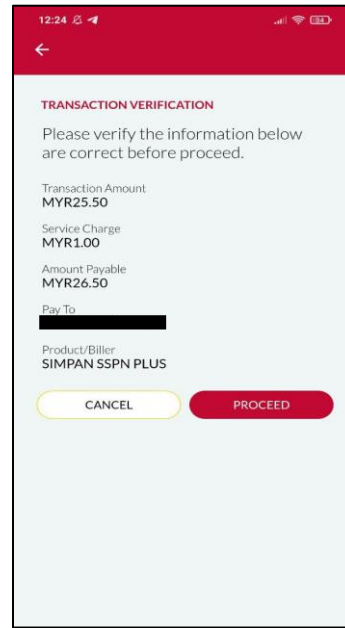 12:24
TRANSACTION VERIFICATION
Please verify the information below
are correct before proceed.
Transaction Amount
MYR25.50
Service Charge
MYR1.00
Amount Payable
MYR26.50
Pay To
Product/Biller
SIMPAN SSPN PLUS
CANCEL PROCEED